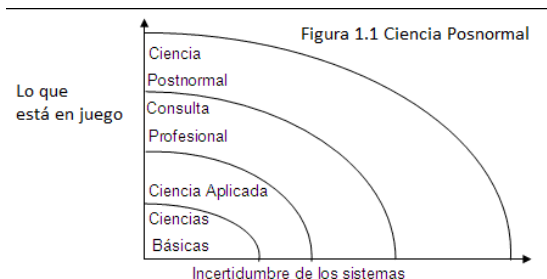 Figura 1.1 Ciencia Posnormal
Ciencia
Postnormal
Lo que
está en juego
Consulta
Profesional
Ciencia Aplicada
Ciencias
Básicas
Incertidumbre de los sistemas